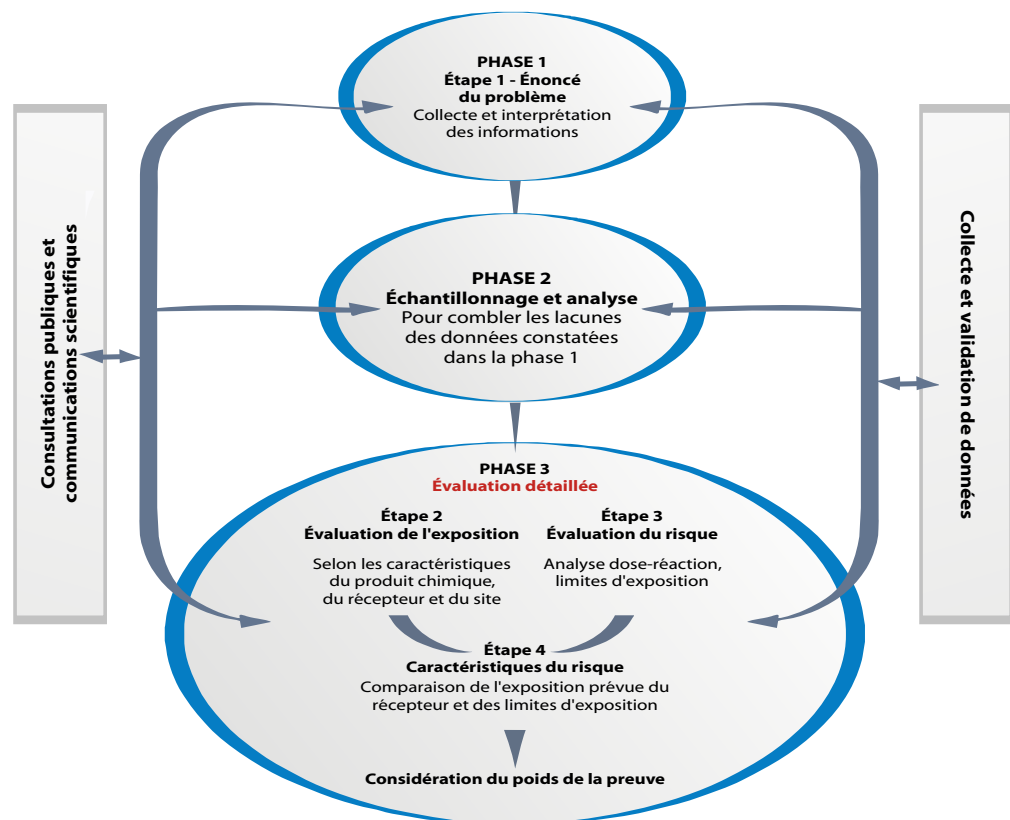 PHASE 1
Étape 1 - Énoncé
du problème
Collecte et interprétation
des informations
Consultations publiques et
communications scientifiques
Collecte et validation de données
PHASE 2
Échantillonnage et analyse
Pour combler les lacunes
des données constatées
dans la phase 1
PHASE 3
Évaluation détaillée
Étape 2
Évaluation de l'exposition
Selon les caractéristiques
du produit chimique,
du récepteur et du site
Étape 3
Évaluation du risque
Analyse dose-réaction,
limites d'exposition
Étape 4
Caractéristiques du risque
Comparaison de l'exposition prévue du
récepteur et des limites d'exposition
Considération du poids de la preuve